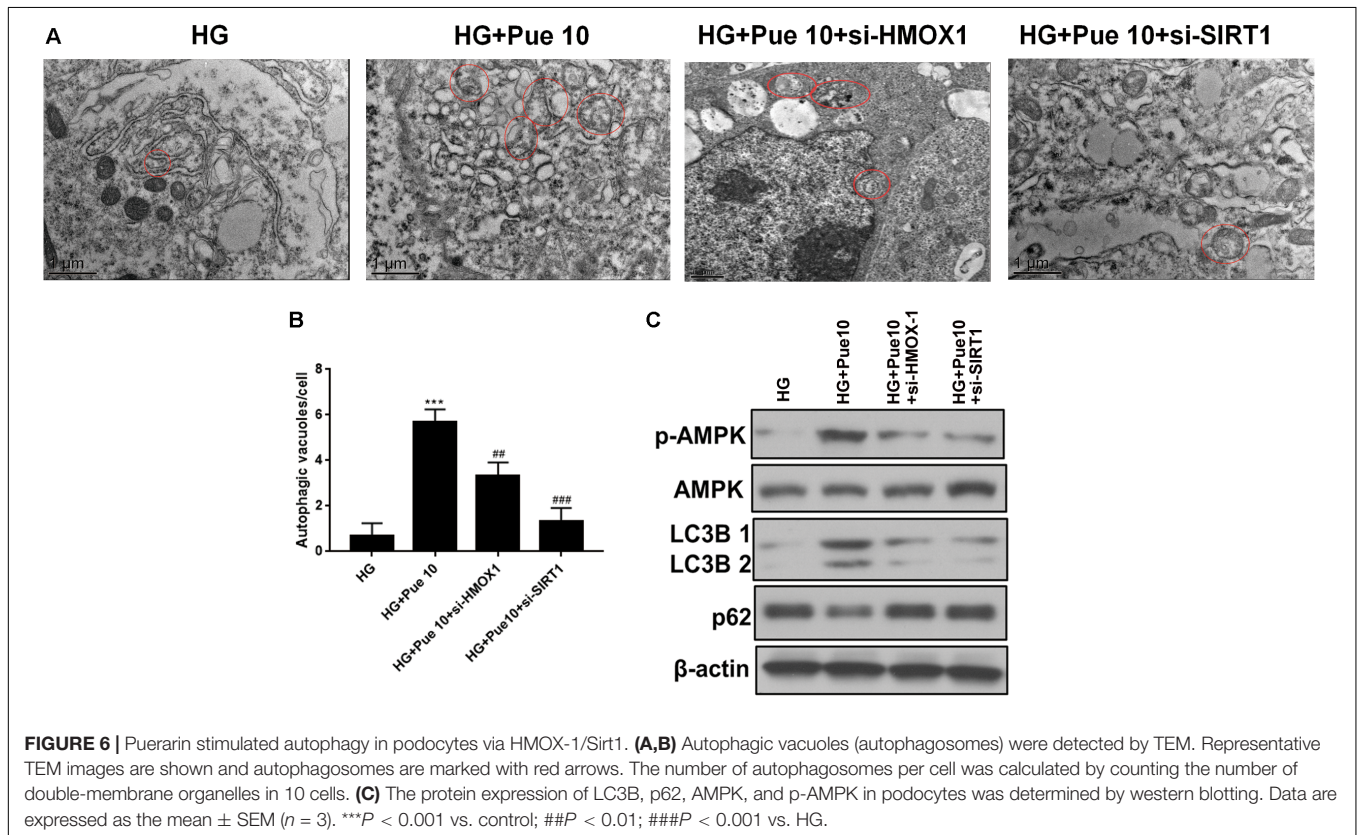 A
HG
HG+Pue 10
HG+Pue 10+si-HMOX1
HG+Pue 10+si-SIRT1
1 µm
1 µm
1 µm
B
Autophagic vacuoles/cell
8
6
4
2
0
***
##
###
HG
HG+Pue 10
HG+Pue 10+si-HMOX1
HG+Pue10+si-SIRT1
C
HG
HG+Pue10
HG+Pue10
+si-HMOX-1
HG+Pue10
+si-SIRT1
p-AMPK
AMPK
LC3B 1
LC3B 2
p62
β-actin
FIGURE 6 | Puerarin stimulated autophagy in podocytes via HMOX-1/Sirt1. (A,B) Autophagic vacuoles (autophagosomes) were detected by TEM. Representative
TEM images are shown and autophagosomes are marked with red arrows. The number of autophagosomes per cell was calculated by counting the number of
double-membrane organelles in 10 cells. (C) The protein expression of LC3B, p62, AMPK, and p-AMPK in podocytes was determined by western blotting. Data are
expressed as the mean ± SEM (n = 3). ***P < 0.001 vs. control; ##P < 0.01; ###P < 0.001 vs. HG.